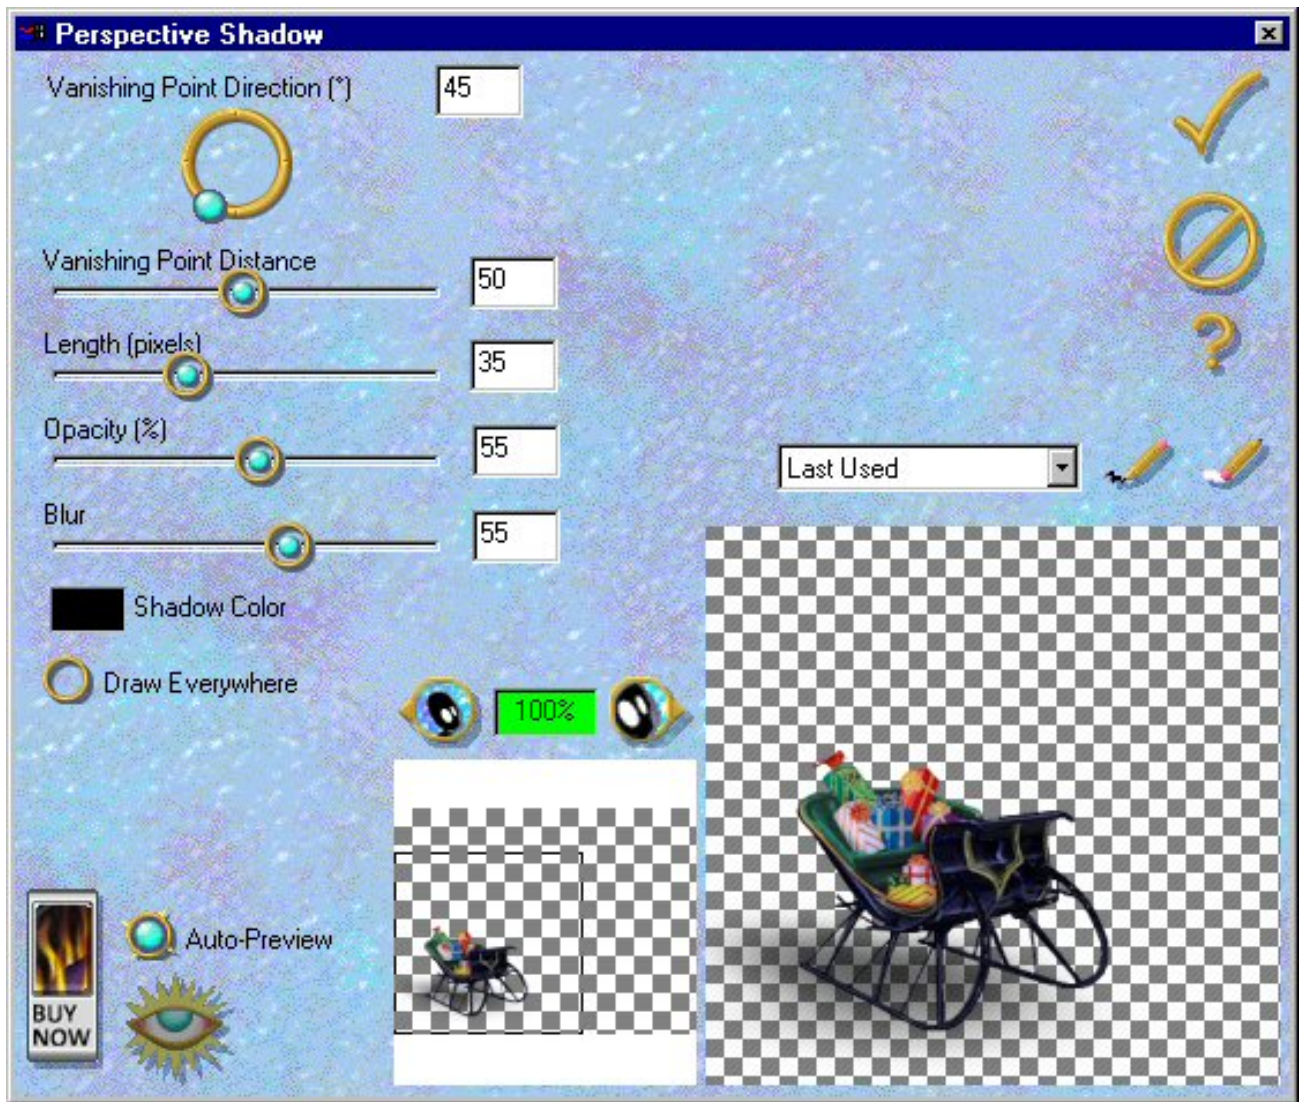 Perspective Shadow
Vanishing Point Direction (°)
45
Vanishing Point Distance
50
Length (pixels)
35
Opacity (%)
55
Last Used
Blur
55
Shadow Color
Draw Everywhere
100%
Auto-Preview
BUY
NOW